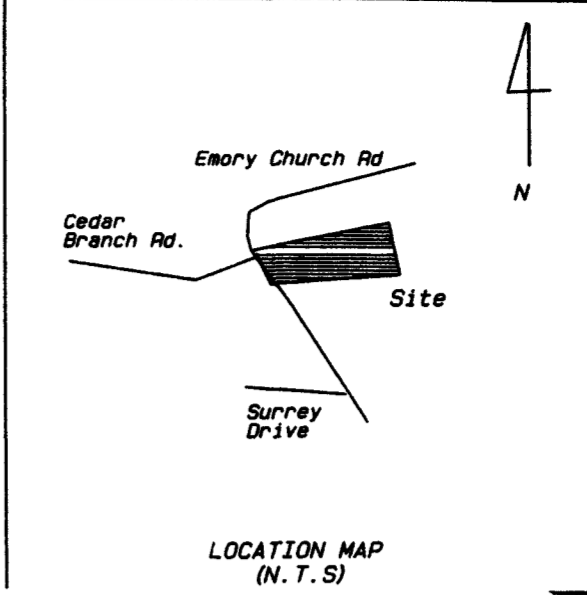 Emory Church Rd
N
Cedar
Branch Rd.
Site
Surrey
Drive
LOCATION MAP
(N.T.S)